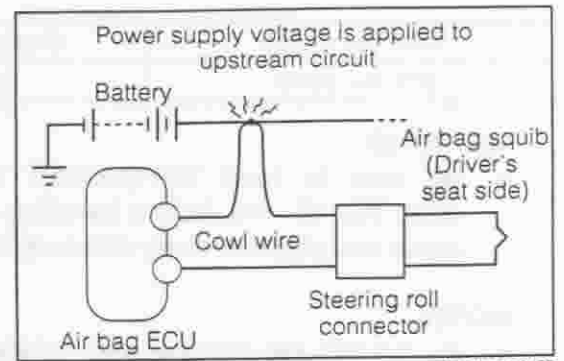 Power supply voltage is applied to
upstream circuit
Battery
Air bag squib
(Driver's
seat side)
Cowl wire
Steering roll
connector
Air bag ECU